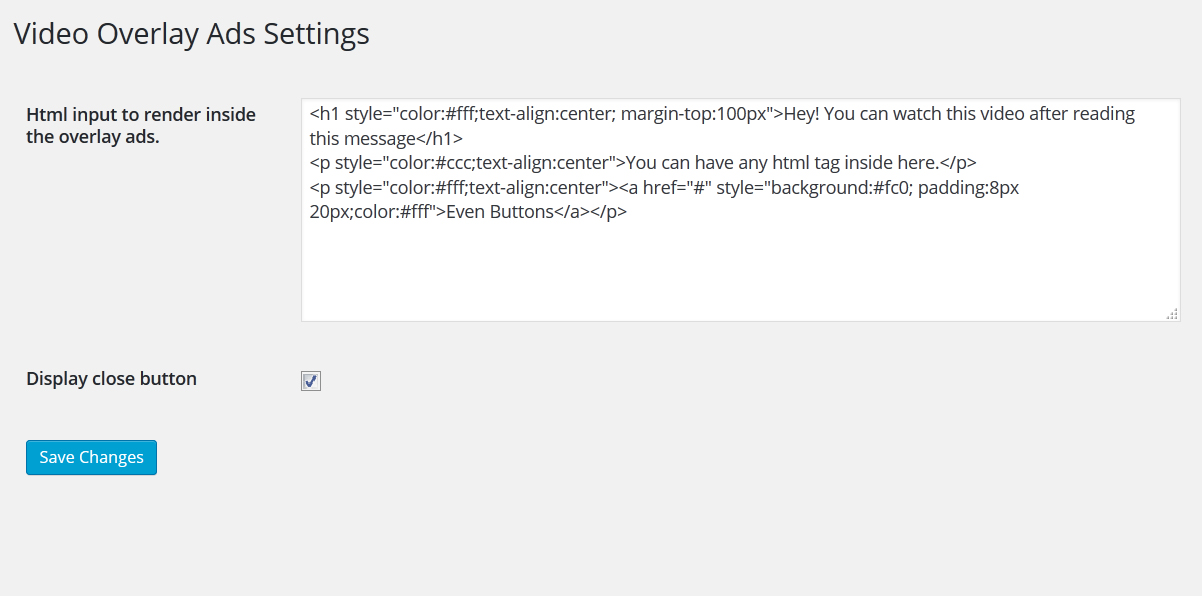 Video Overlay Ads Settings
Html input to render inside
the overlay ads.
<h1 style="color:#fff;text-align:center; margin-top:100px">Hey! You can watch this video after reading
this message</h1>
<p style="color:#ccc;text-align:center">You can have any html tag inside here.</p>
<p style="color:#fff;text-align:center"><a href="#" style="background:#fc0; padding:8px
20px;color:#fff">Even Buttons</a></p>
Display close button
Save Changes